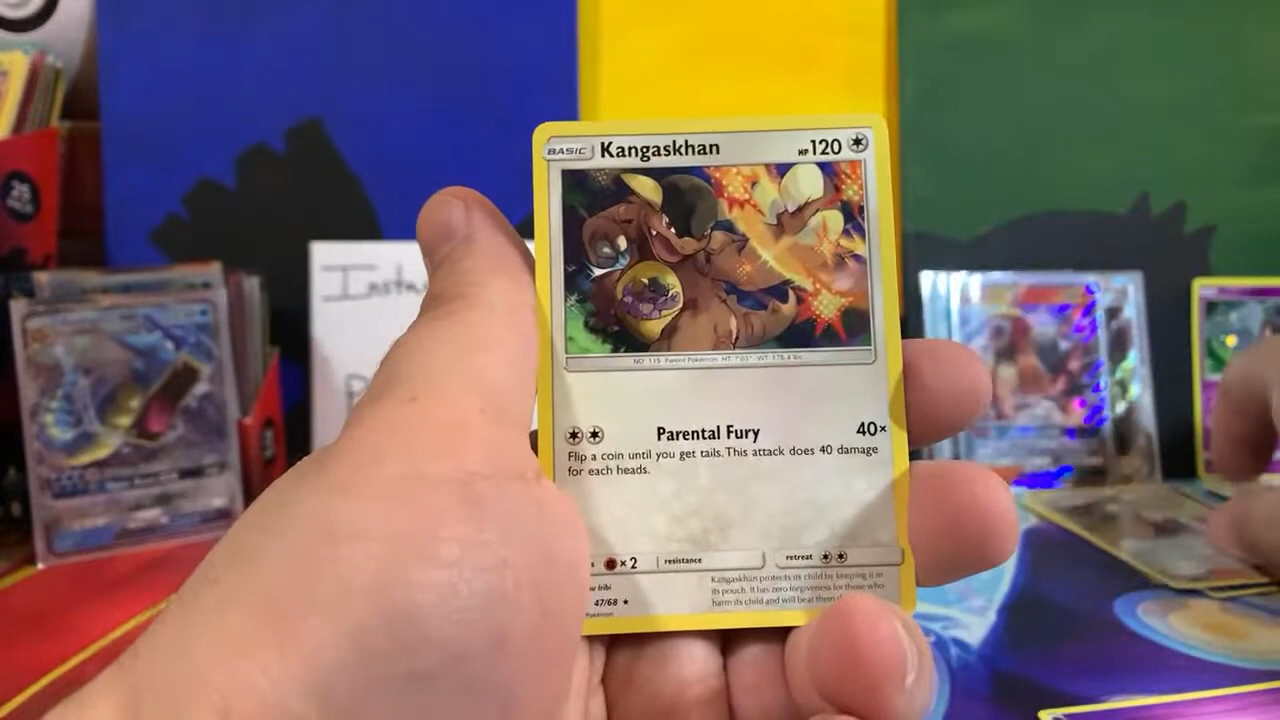 25
Insta
BASIC Kangaskhan HP 120
NO. 115 Parent Pokémon HT: 7'03" WT: 176.4 lbs.
Parental Fury 40×
Flip a coin until you get tails. This attack does 40 damage
for each heads.
s ×2 resistance retreat
Kangaskhan protects its child by keeping it in
its pouch. It has zero forgiveness for those who
harm its child and will beat them
47/68
Pokémon